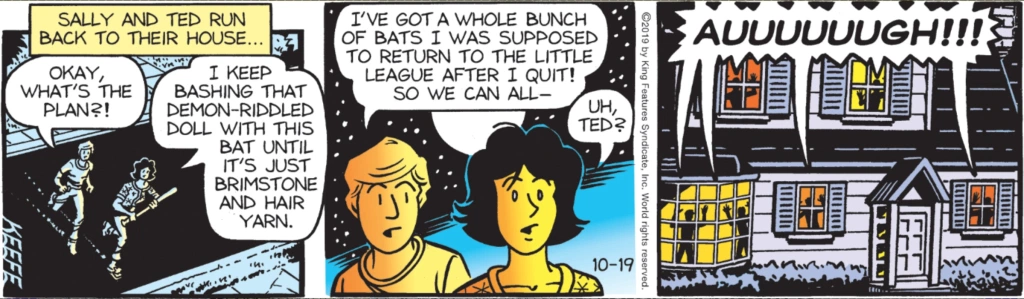 SALLY AND TED RUN
BACK TO THEIR HOUSE...
OKAY,
WHAT'S THE
PLAN?!
I KEEP
BASHING THAT
DEMON-RIDDLED
DOLL WITH THIS
BAT UNTIL
IT'S JUST
BRIMSTONE
AND HAIR
YARN.
KEEFE
I'VE GOT A WHOLE BUNCH
OF BATS I WAS SUPPOSED
TO RETURN TO THE LITTLE
LEAGUE AFTER I QUIT!
SO WE CAN ALL–
UH,
TED?
10-19
©2019 by King Features Syndicate, Inc. World rights reserved.
AUUUUUUUGH!!!